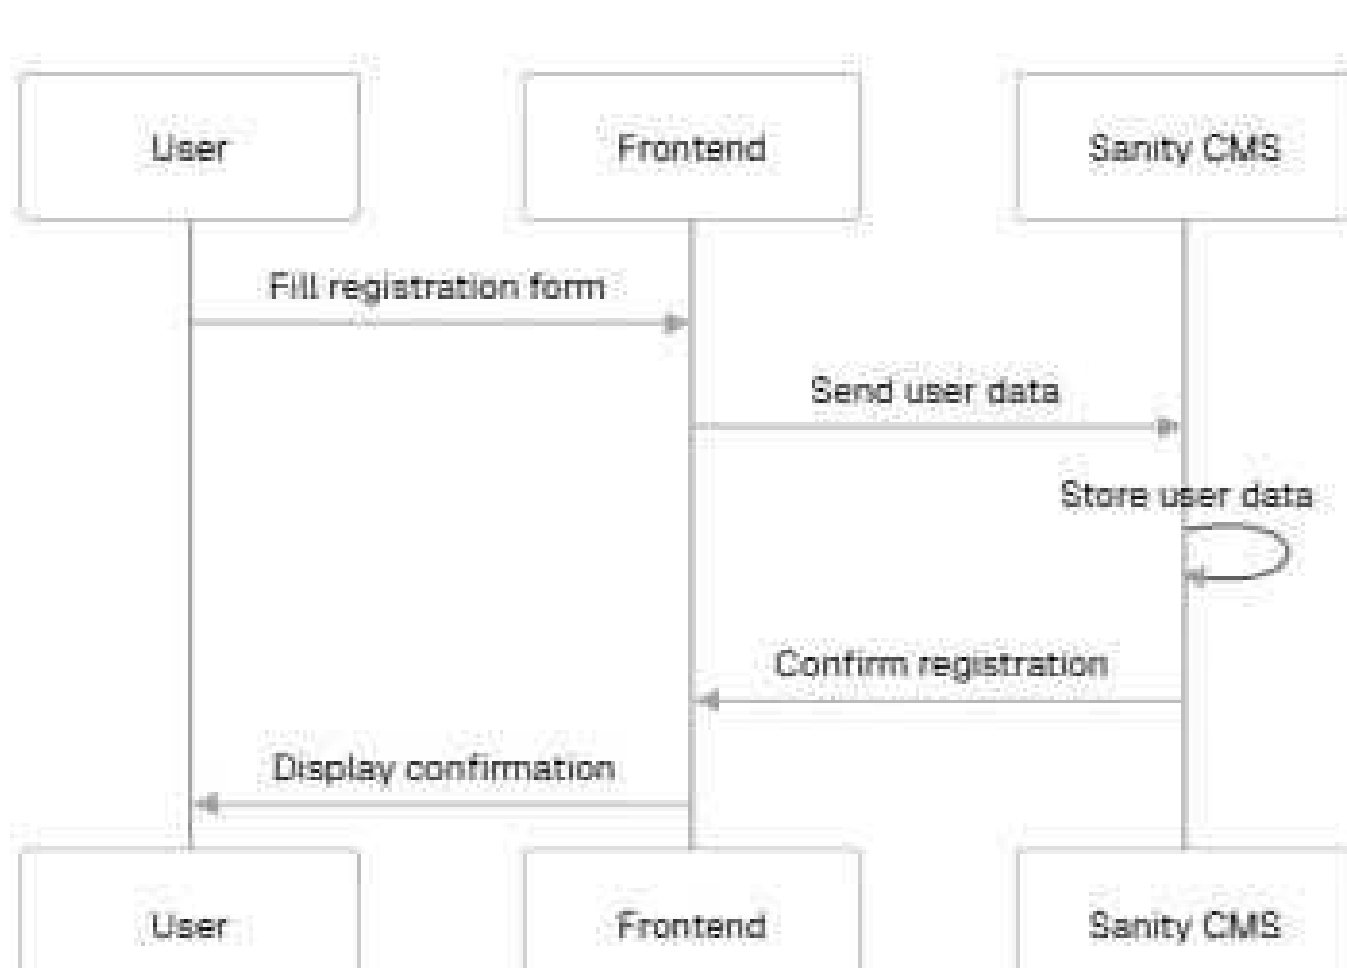 User
Frontend
Sanity CMS
Fill registration form
Send user data
Store user data
Confirm registration
Display confirmation
User
Frontend
Sanity CMS